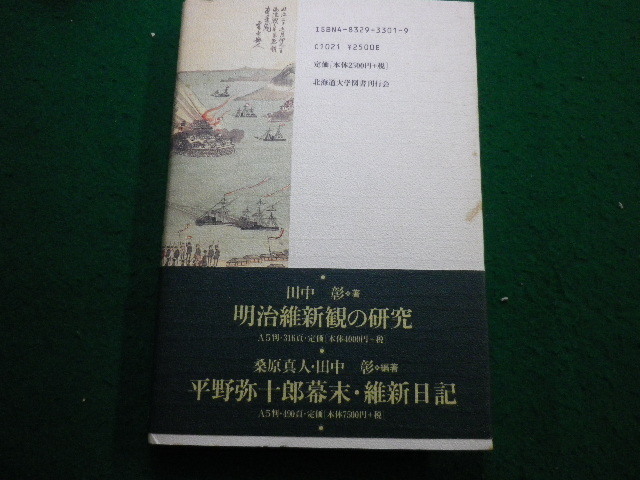 ISBN4-8329-3301-9
C1021 ¥2500E
定価[本体2500円+税]
北海道大学図書刊行会
田中 彰◆著
明治維新観の研究
A5判・316頁・定価[本体4000円+税
桑原真人・田中 彰◆編著
平野弥十郎幕末・維新日記
A5判・490頁・定価[本体7500円+税]